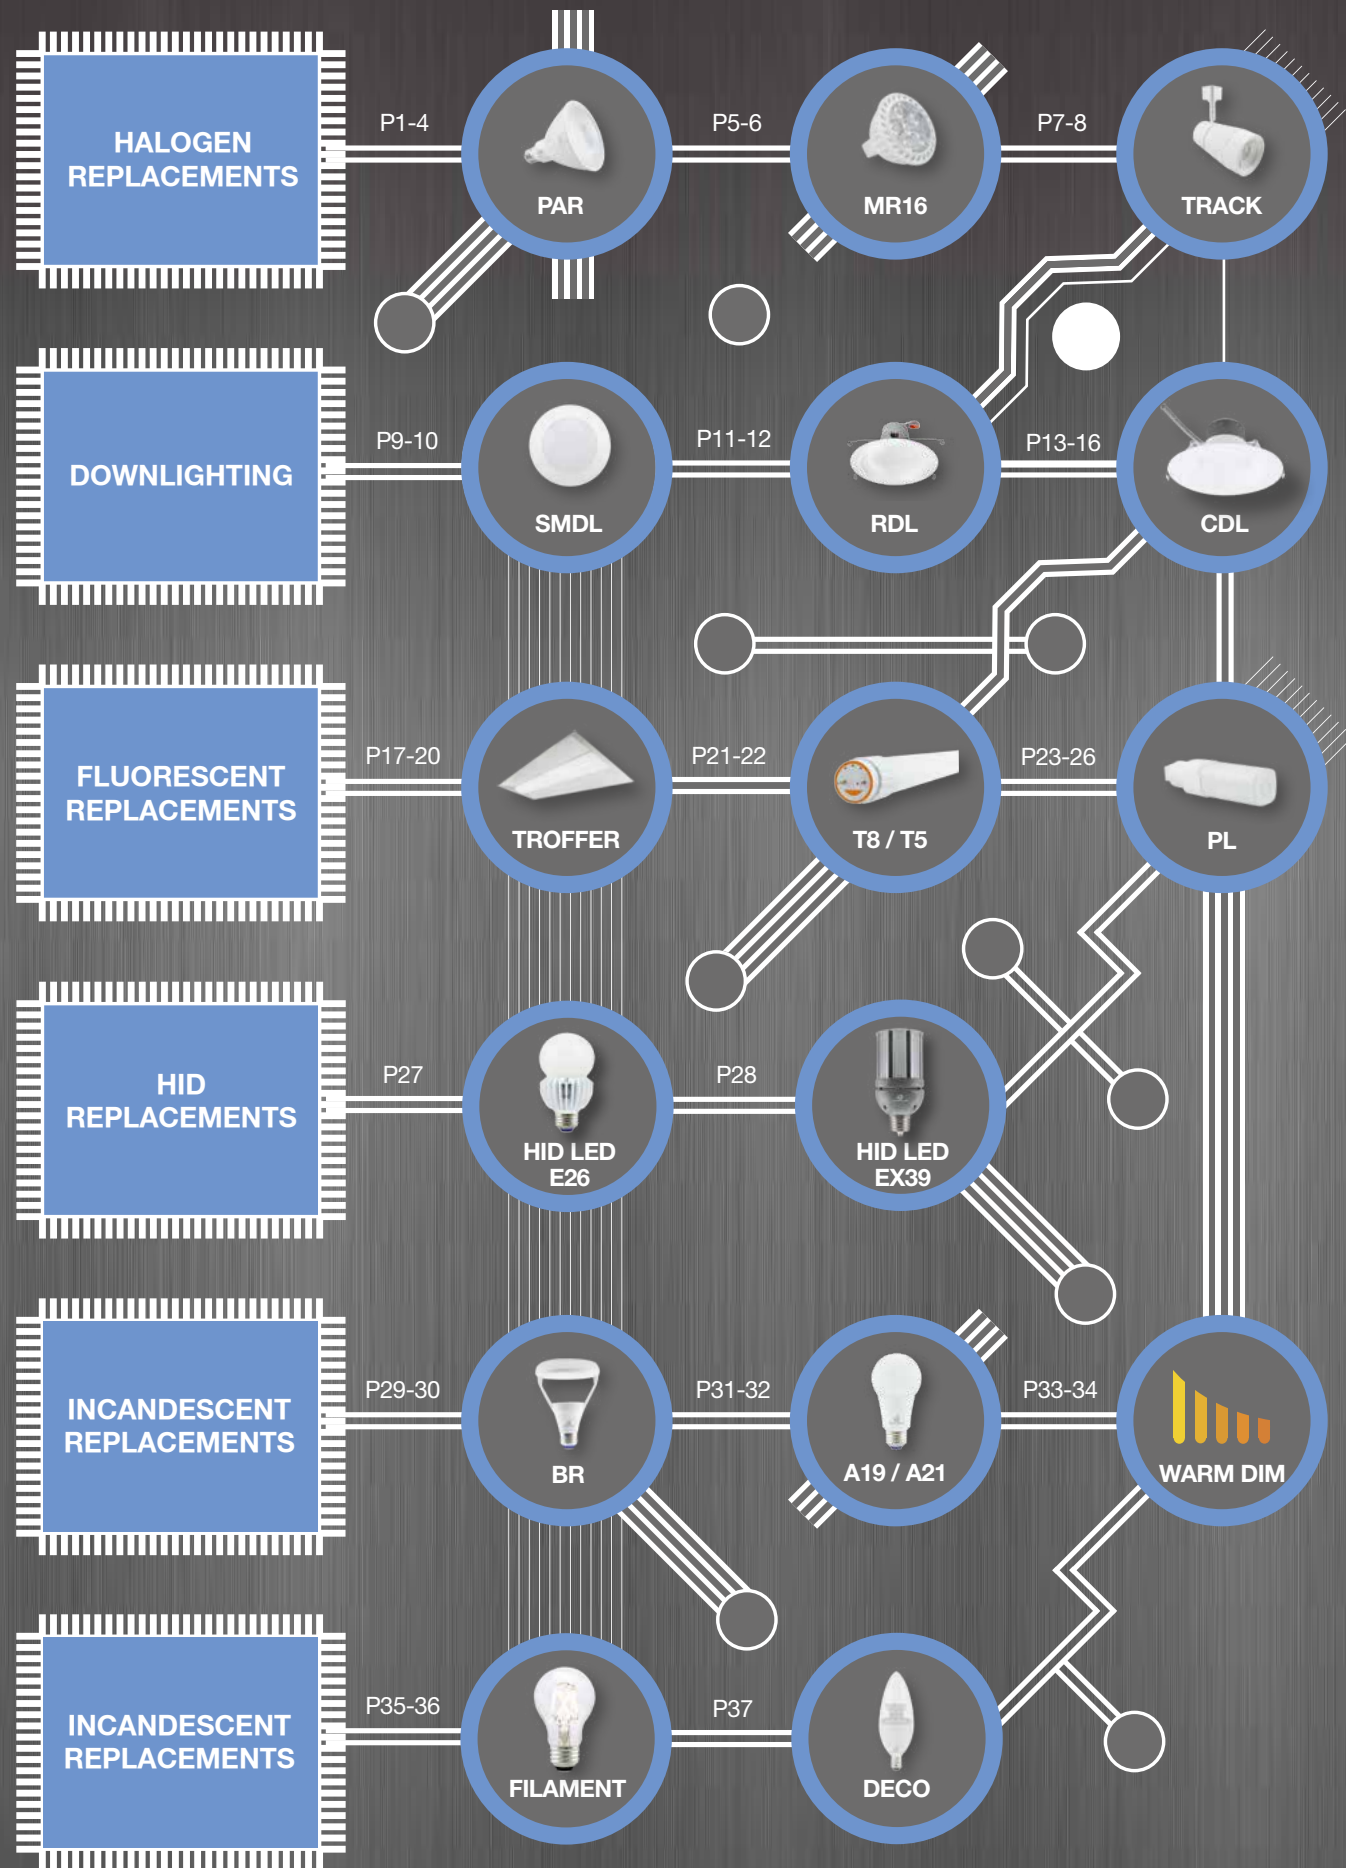 HALOGEN
REPLACEMENTS
P1-4
PAR
P5-6
MR16
P7-8
TRACK
DOWNLIGHTING
P9-10
SMDL
P11-12
RDL
P13-16
CDL
FLUORESCENT
REPLACEMENTS
P17-20
TROFFER
P21-22
T8 / T5
P23-26
PL
HID
REPLACEMENTS
P27
HID LED
E26
P28
HID LED
EX39
INCANDESCENT
REPLACEMENTS
P29-30
BR
P31-32
A19 / A21
P33-34
WARM DIM
INCANDESCENT
REPLACEMENTS
P35-36
FILAMENT
P37
DECO